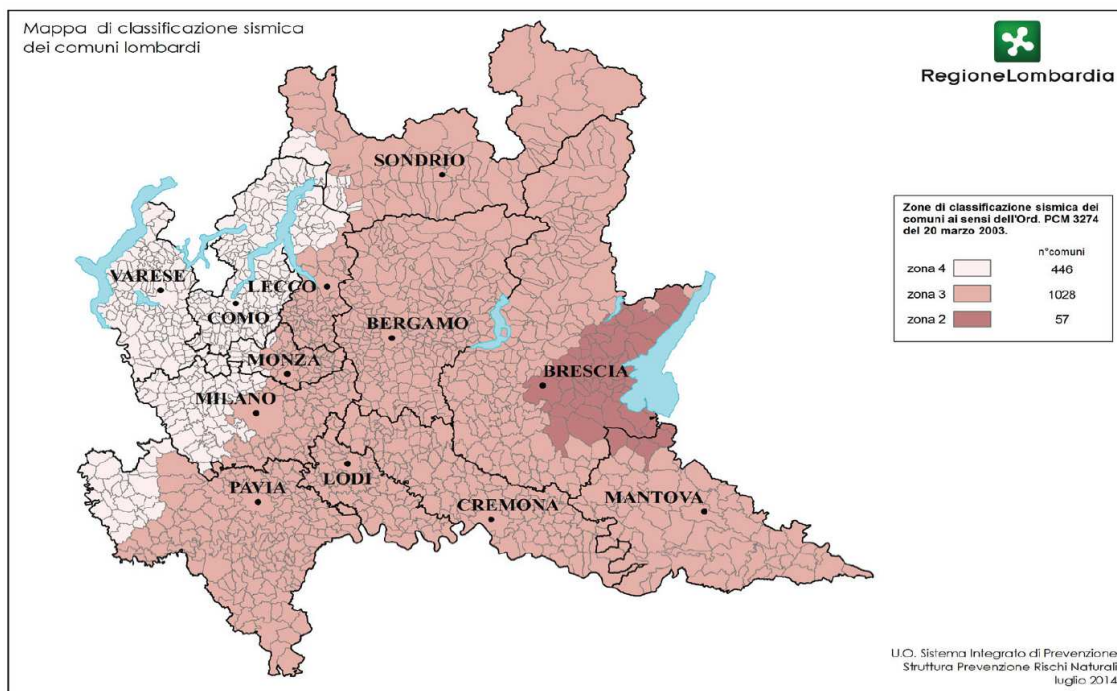 Mappa di classificazione sismica
dei comuni lombardi
RegioneLombardia
SONDRIO
VARESE
LECCO
COMO
BERGAMO
MONZA
BRESCIA
MILANO
LODI
PAVIA
CREMONA
MANTOVA
Zone di classificazione sismica dei
comuni ai sensi dell'Ord. PCM 3274
del 20 marzo 2003.
n°comuni
zona 4 446
zona 3 1028
zona 2 57
U.O. Sistema Integrato di Prevenzione
Struttura Prevenzione Rischi Naturali
luglio 2014